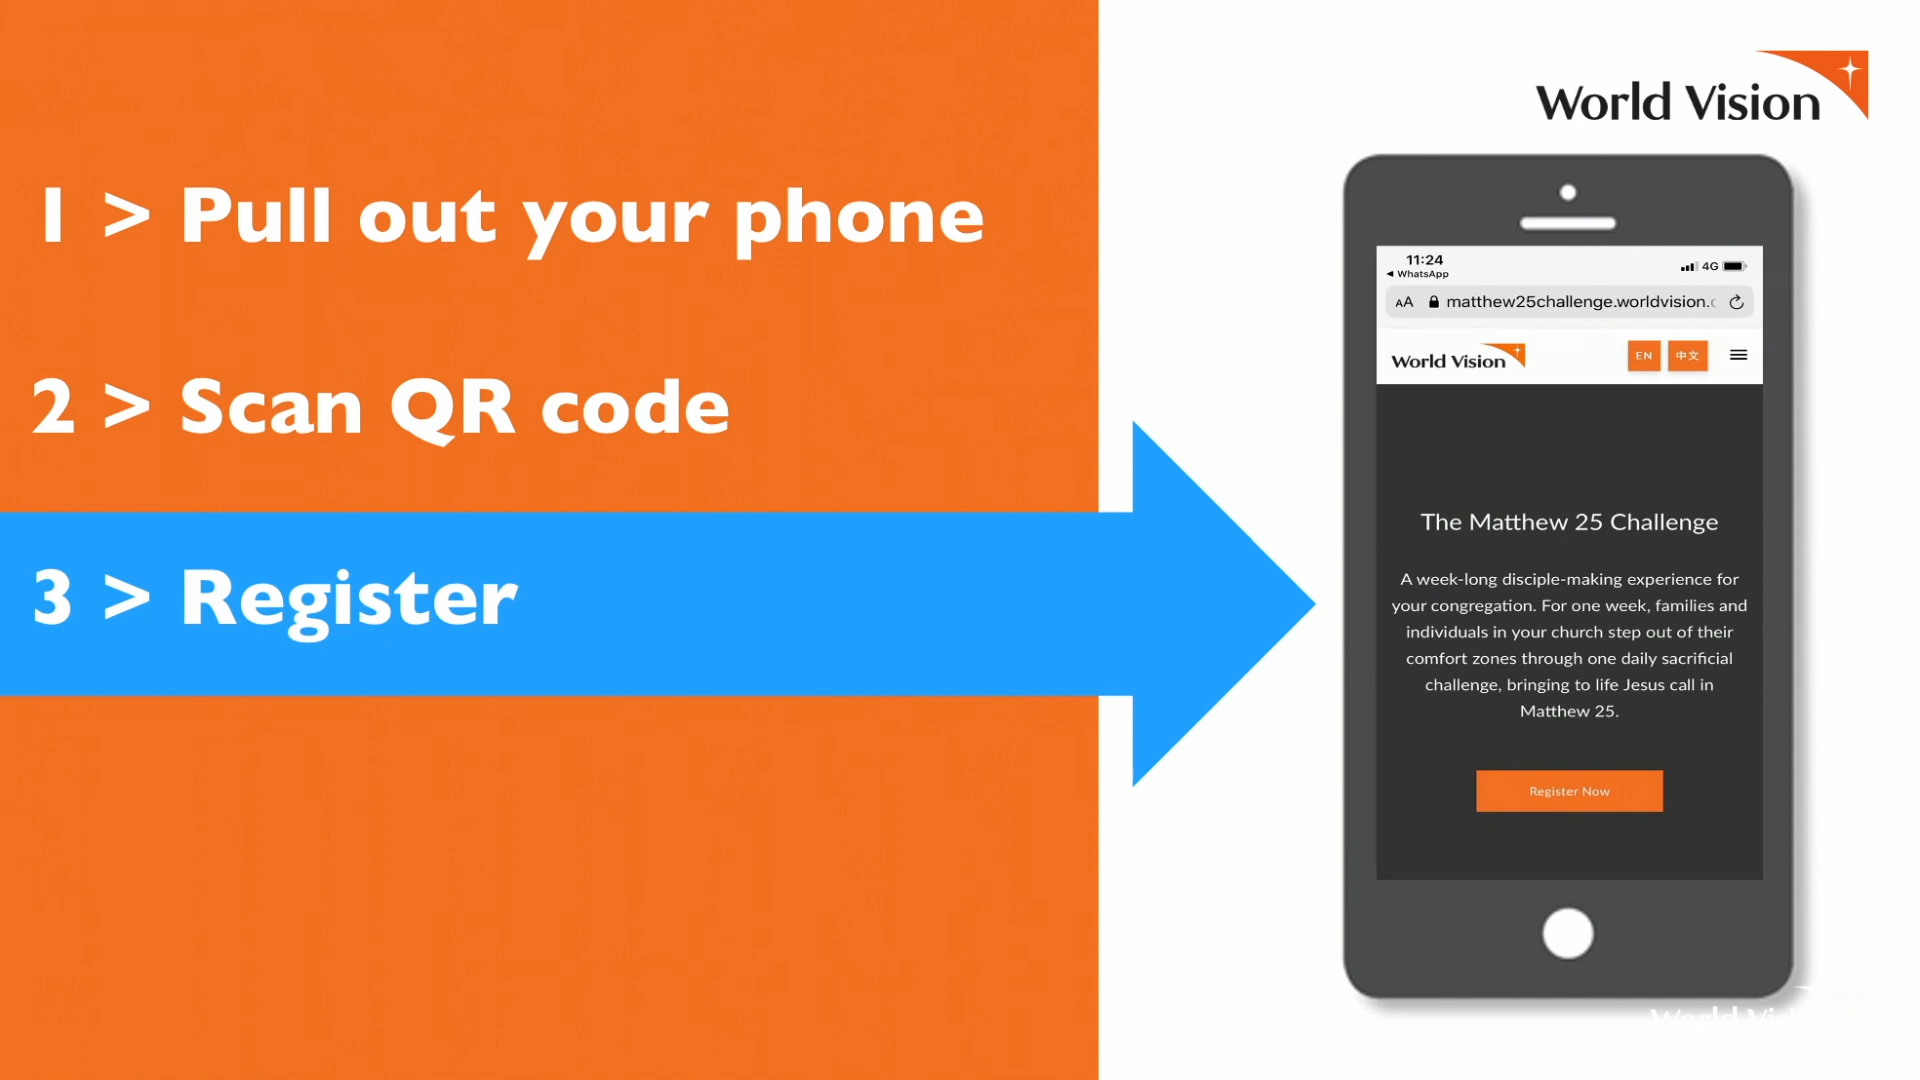 1 > Pull out your phone
2 > Scan QR code
3 > Register
World Vision
11:24
◄ WhatsApp
4G
AA matthew25challenge.worldvision.
World Vision
EN
中文
The Matthew 25 Challenge
A week-long disciple-making experience for
your congregation. For one week, families and
individuals in your church step out of their
comfort zones through one daily sacrificial
challenge, bringing to life Jesus call in
Matthew 25.
Register Now